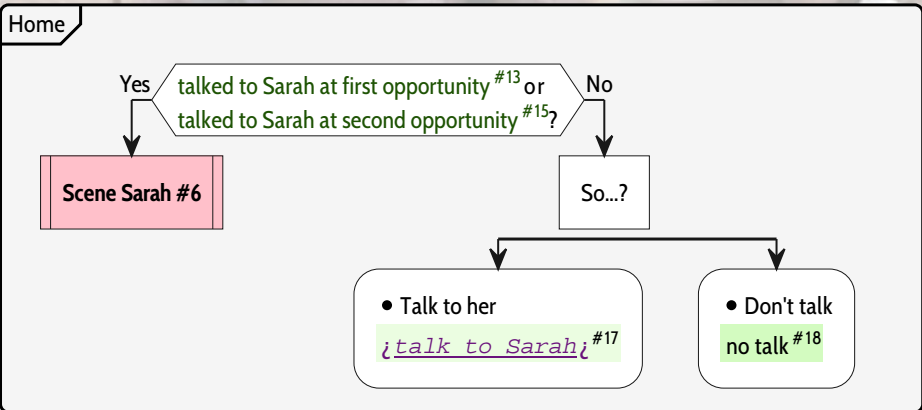 Home
Yes
talked to Sarah at first opportunity #13 or
talked to Sarah at second opportunity #15?
No
Scene Sarah #6
So...?
• Talk to her
¿talk to Sarah¿ #17
• Don't talk
no talk #18